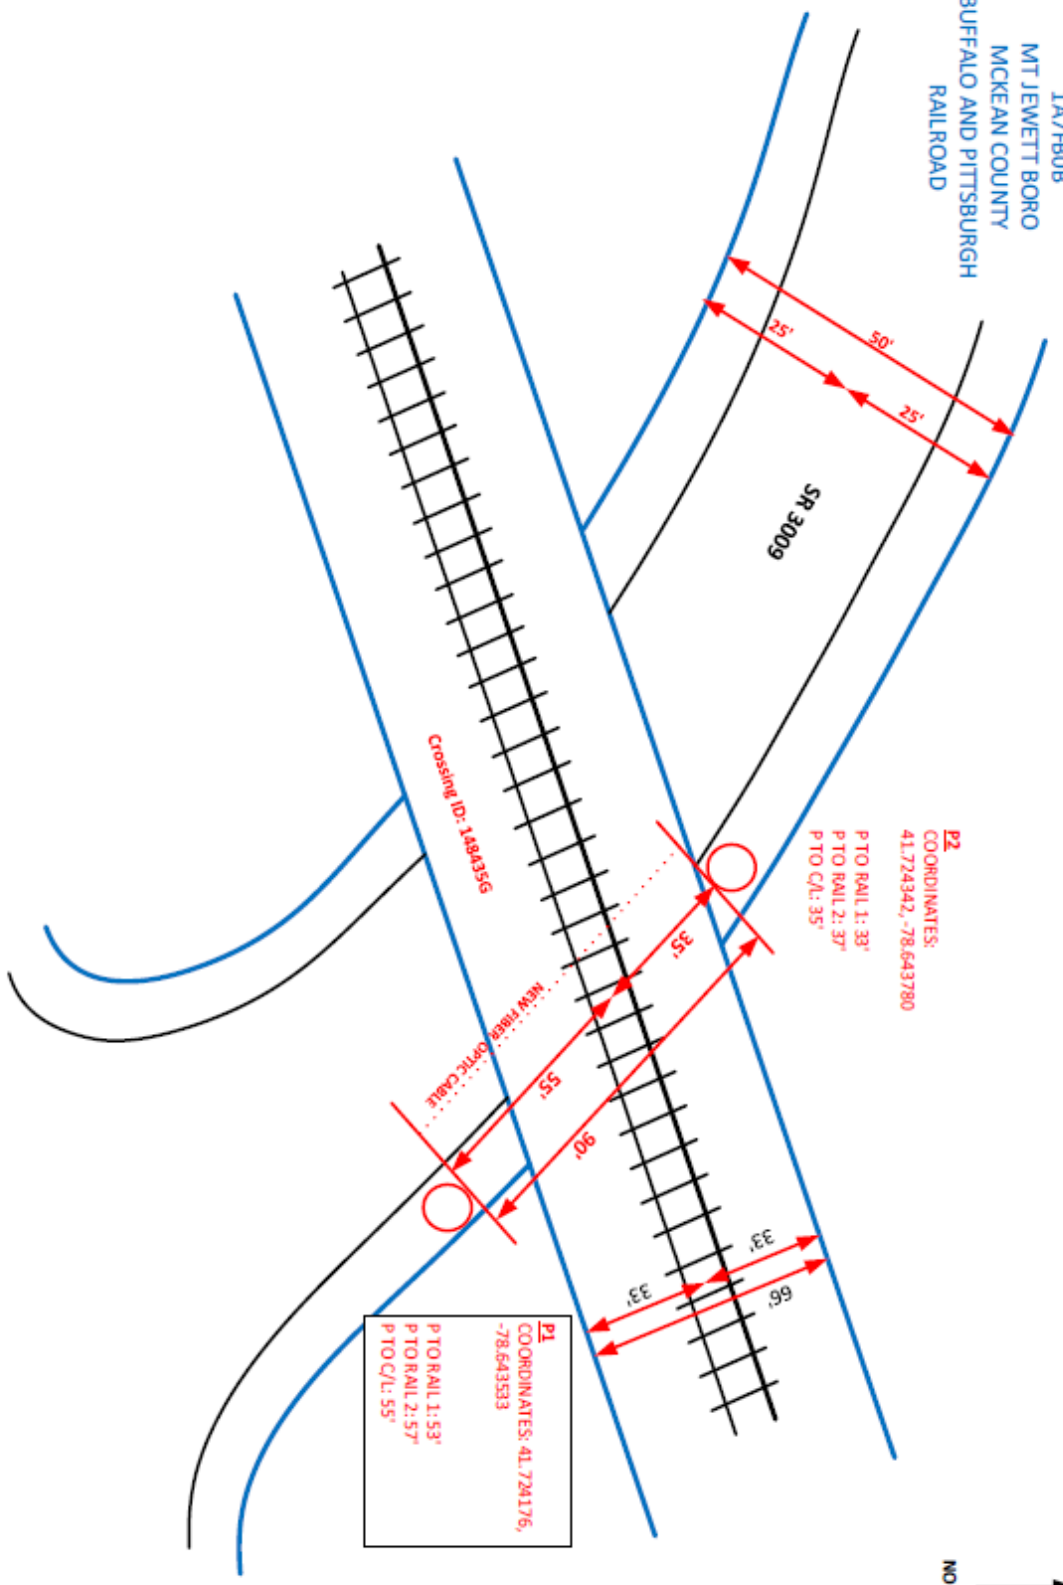 MT JEWETT BORO
MCKEAN COUNTY
BUFFALO AND PITTSBURGH
RAILROAD
50'
25'
25'
SR 3009
P2
COORDINATES:
41.724342, -78.643780
P TO RAIL 1: 33'
P TO RAIL 2: 37'
P TO C/L: 35'
Crossing ID: 148435G
35'
NEW FIBER OPTIC CABLE
55'
90'
33'
33'
66'
P1
COORDINATES: 41.724176,
-78.643533
P TO RAIL 1: 53'
P TO RAIL 2: 57'
P TO C/L: 55'
NO